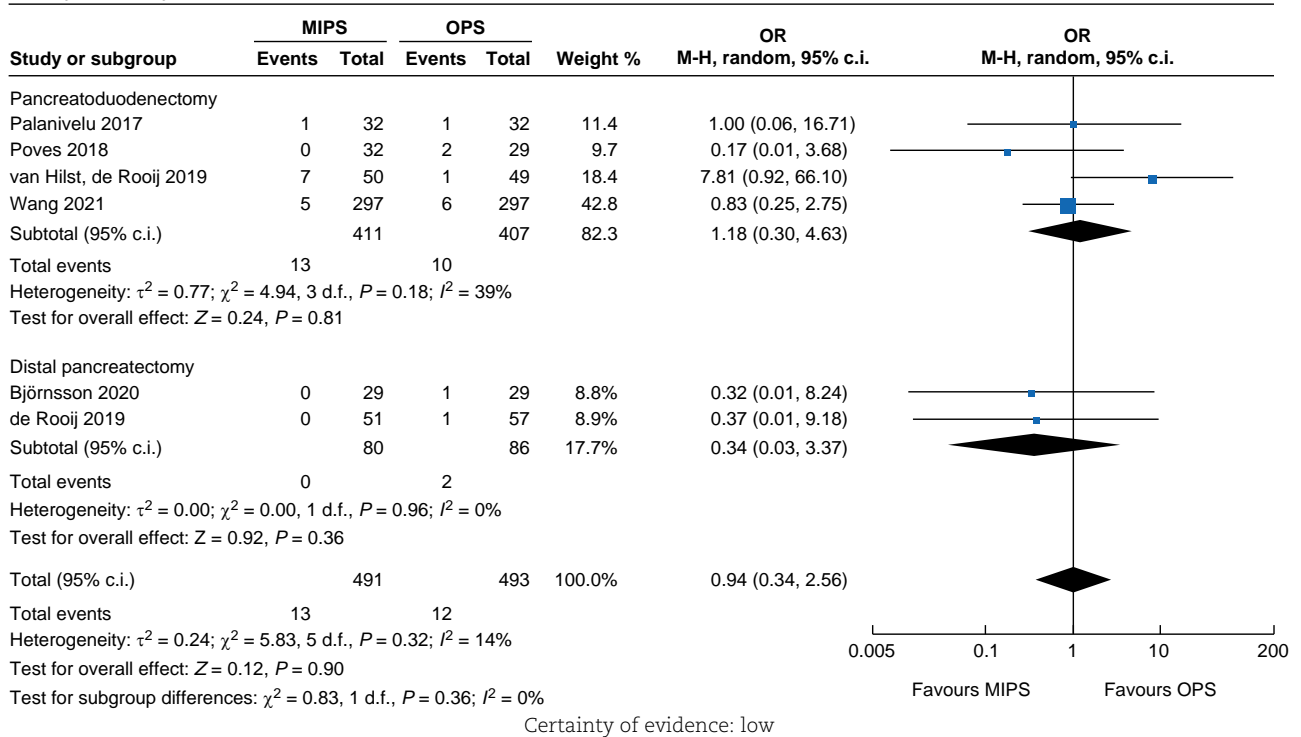 MIPS OPS OR OR
Study or subgroup Events Total Events Total Weight % M-H, random, 95% c.i. M-H, random, 95% c.i.
Pancreatoduodenectomy
Palanivelu 2017 1 32 1 32 11.4 1.00 (0.06, 16.71)
Poves 2018 0 32 2 29 9.7 0.17 (0.01, 3.68)
van Hilst, de Rooij 2019 7 50 1 49 18.4 7.81 (0.92, 66.10)
Wang 2021 5 297 6 297 42.8 0.83 (0.25, 2.75)
Subtotal (95% c.i.) 411 407 82.3 1.18 (0.30, 4.63)
Total events 13 10
Heterogeneity: τ² = 0.77; χ² = 4.94, 3 d.f., P = 0.18; I² = 39%
Test for overall effect: Z = 0.24, P = 0.81
Distal pancreatectomy
Björnsson 2020 0 29 1 29 8.8% 0.32 (0.01, 8.24)
de Rooij 2019 0 51 1 57 8.9% 0.37 (0.01, 9.18)
Subtotal (95% c.i.) 80 86 17.7% 0.34 (0.03, 3.37)
Total events 0 2
Heterogeneity: τ² = 0.00; χ² = 0.00, 1 d.f., P = 0.96; I² = 0%
Test for overall effect: Z = 0.92, P = 0.36
Total (95% c.i.) 491 493 100.0% 0.94 (0.34, 2.56)
Total events 13 12
Heterogeneity: τ² = 0.24; χ² = 5.83, 5 d.f., P = 0.32; I² = 14%
0.005 0.1 1 10 200
Test for overall effect: Z = 0.12, P = 0.90
Favours MIPS Favours OPS
Test for subgroup differences: χ² = 0.83, 1 d.f., P = 0.36; I² = 0%
Certainty of evidence: low